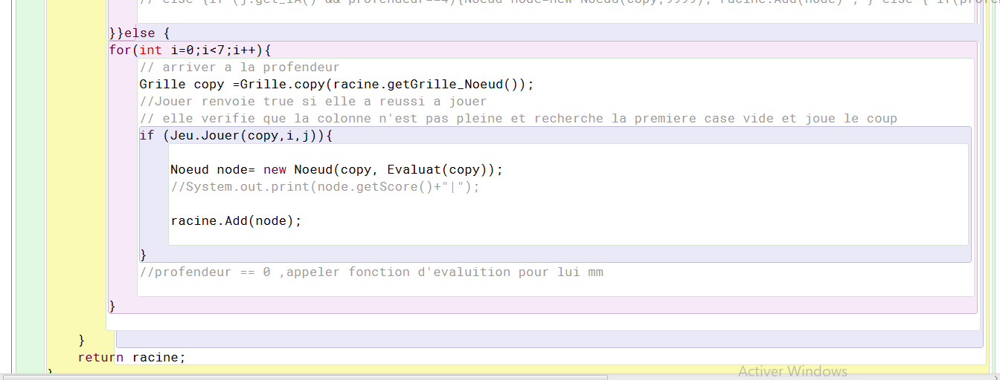 // else {if (j.get_IA() && profendeur==4){Noeud node=new Noeud(copy,9999); racine.Add(node) ; } else { if(profe
}}else {
for(int i=0;i<7;i++){
// arriver a la profendeur
Grille copy =Grille.copy(racine.getGrille_Noeud());
//Jouer renvoie true si elle a reussi a jouer
// elle verifie que la colonne n'est pas pleine et recherche la premiere case vide et joue le coup
if (Jeu.Jouer(copy,i,j)){
Noeud node= new Noeud(copy, Evaluat(copy));
//System.out.print(node.getScore()+"|");
racine.Add(node);
}
//profendeur == 0 ,appeler fonction d'evaluition pour lui mm
}
}
return racine;
}
Activer Windows